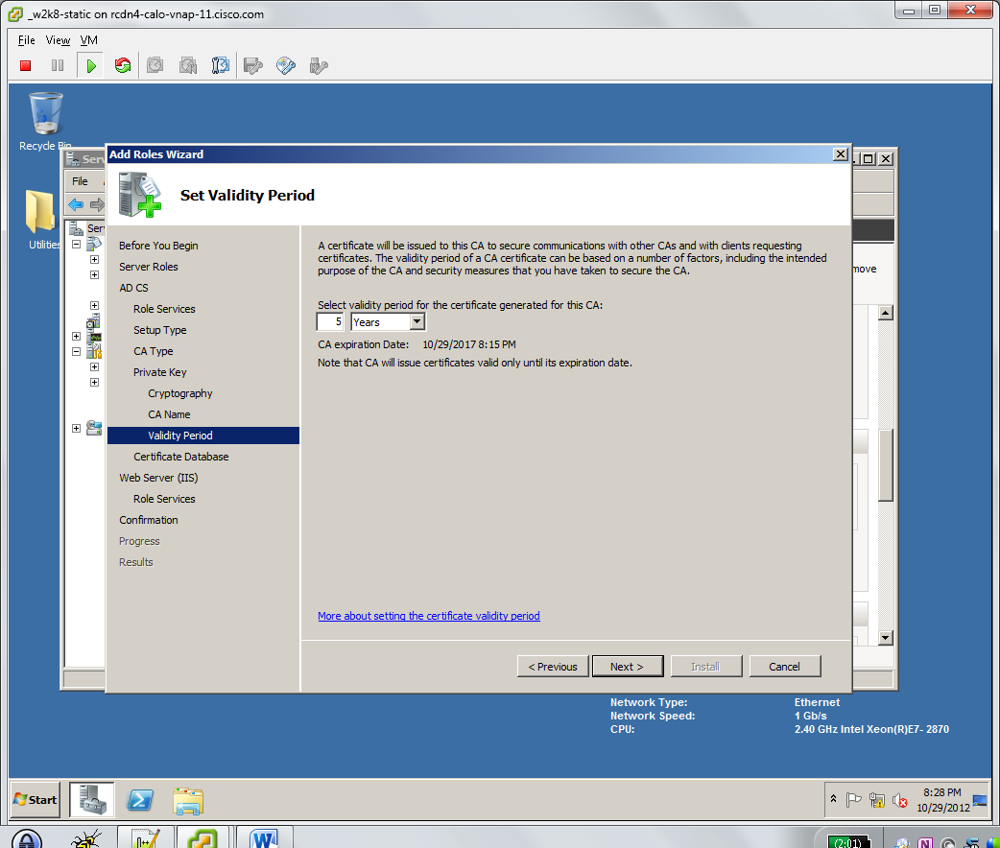 _w2k8-static on rcdn4-calo-vnap-11.cisco.com
File View VM
Recycle Bin
Utilities
Serv
File
Serv
move
Add Roles Wizard
Set Validity Period
Before You Begin
Server Roles
AD CS
Role Services
Setup Type
CA Type
Private Key
Cryptography
CA Name
Validity Period
Certificate Database
Web Server (IIS)
Role Services
Confirmation
Progress
Results
A certificate will be issued to this CA to secure communications with other CAs and with clients requesting
certificates. The validity period of a CA certificate can be based on a number of factors, including the intended
purpose of the CA and security measures that you have taken to secure the CA.
Select validity period for the certificate generated for this CA:
5 Years
CA expiration Date: 10/29/2017 8:15 PM
Note that CA will issue certificates valid only until its expiration date.
More about setting the certificate validity period
< Previous Next > Install Cancel
Network Type: Ethernet
Network Speed: 1 Gb/s
CPU: 2.40 GHz Intel Xeon(R)E7- 2870
Start
8:28 PM
10/29/2012
(2:01)